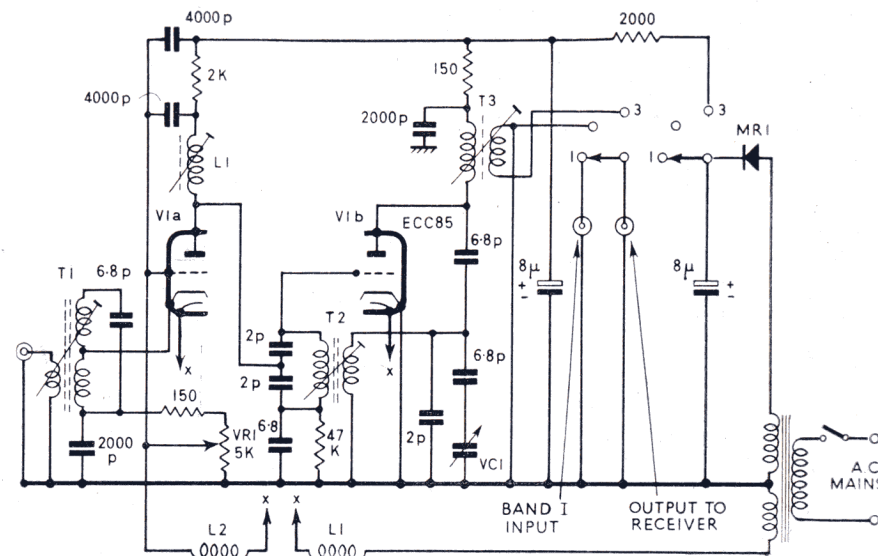 4000 p
2K
4000 p
L1
150
T3
2000p
2000
3
3
MR1
1
1
V1a
V1b
ECC85
T1
6·8p
6·8p
8μ
+
-
8μ
+
-
T2
2p
2p
6·8p
x
x
150
VR1
5K
6·8
47
K
2p
VC1
2000
p
x
x
L2
L1
BAND I
INPUT
OUTPUT TO
RECEIVER
A.C
MAINS